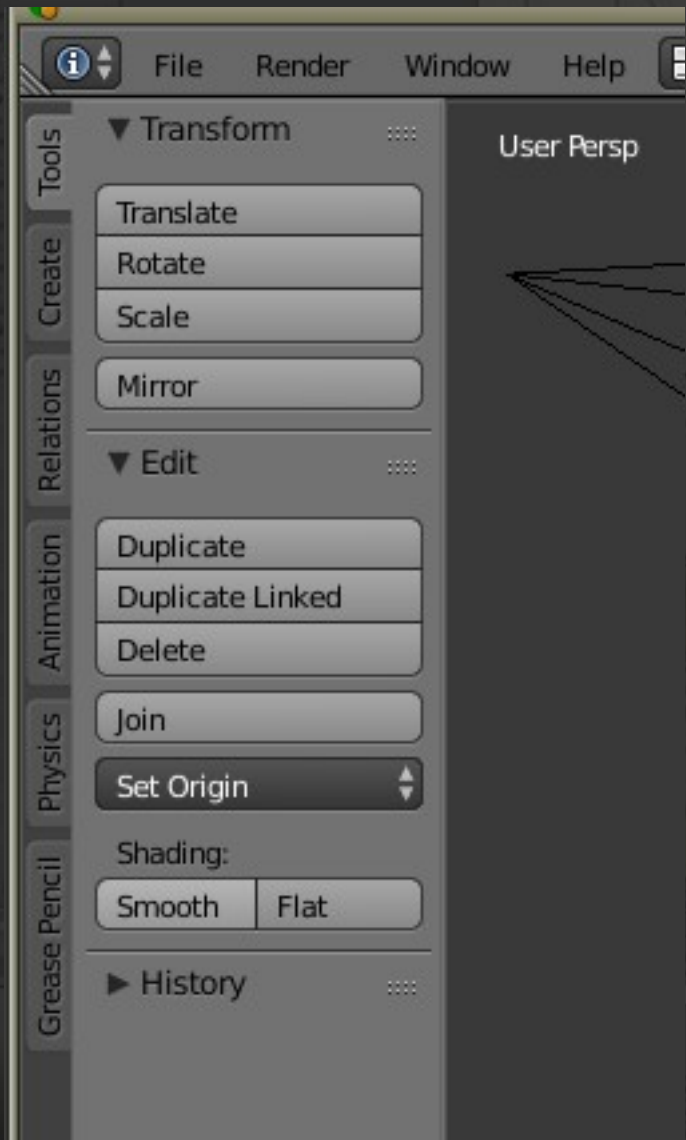 File Render Window Help
Tools
Create
Relations
Animation
Physics
Grease Pencil
Transform
Translate
Rotate
Scale
Mirror
Edit
Duplicate
Duplicate Linked
Delete
Join
Set Origin
Shading:
Smooth Flat
History
User Persp